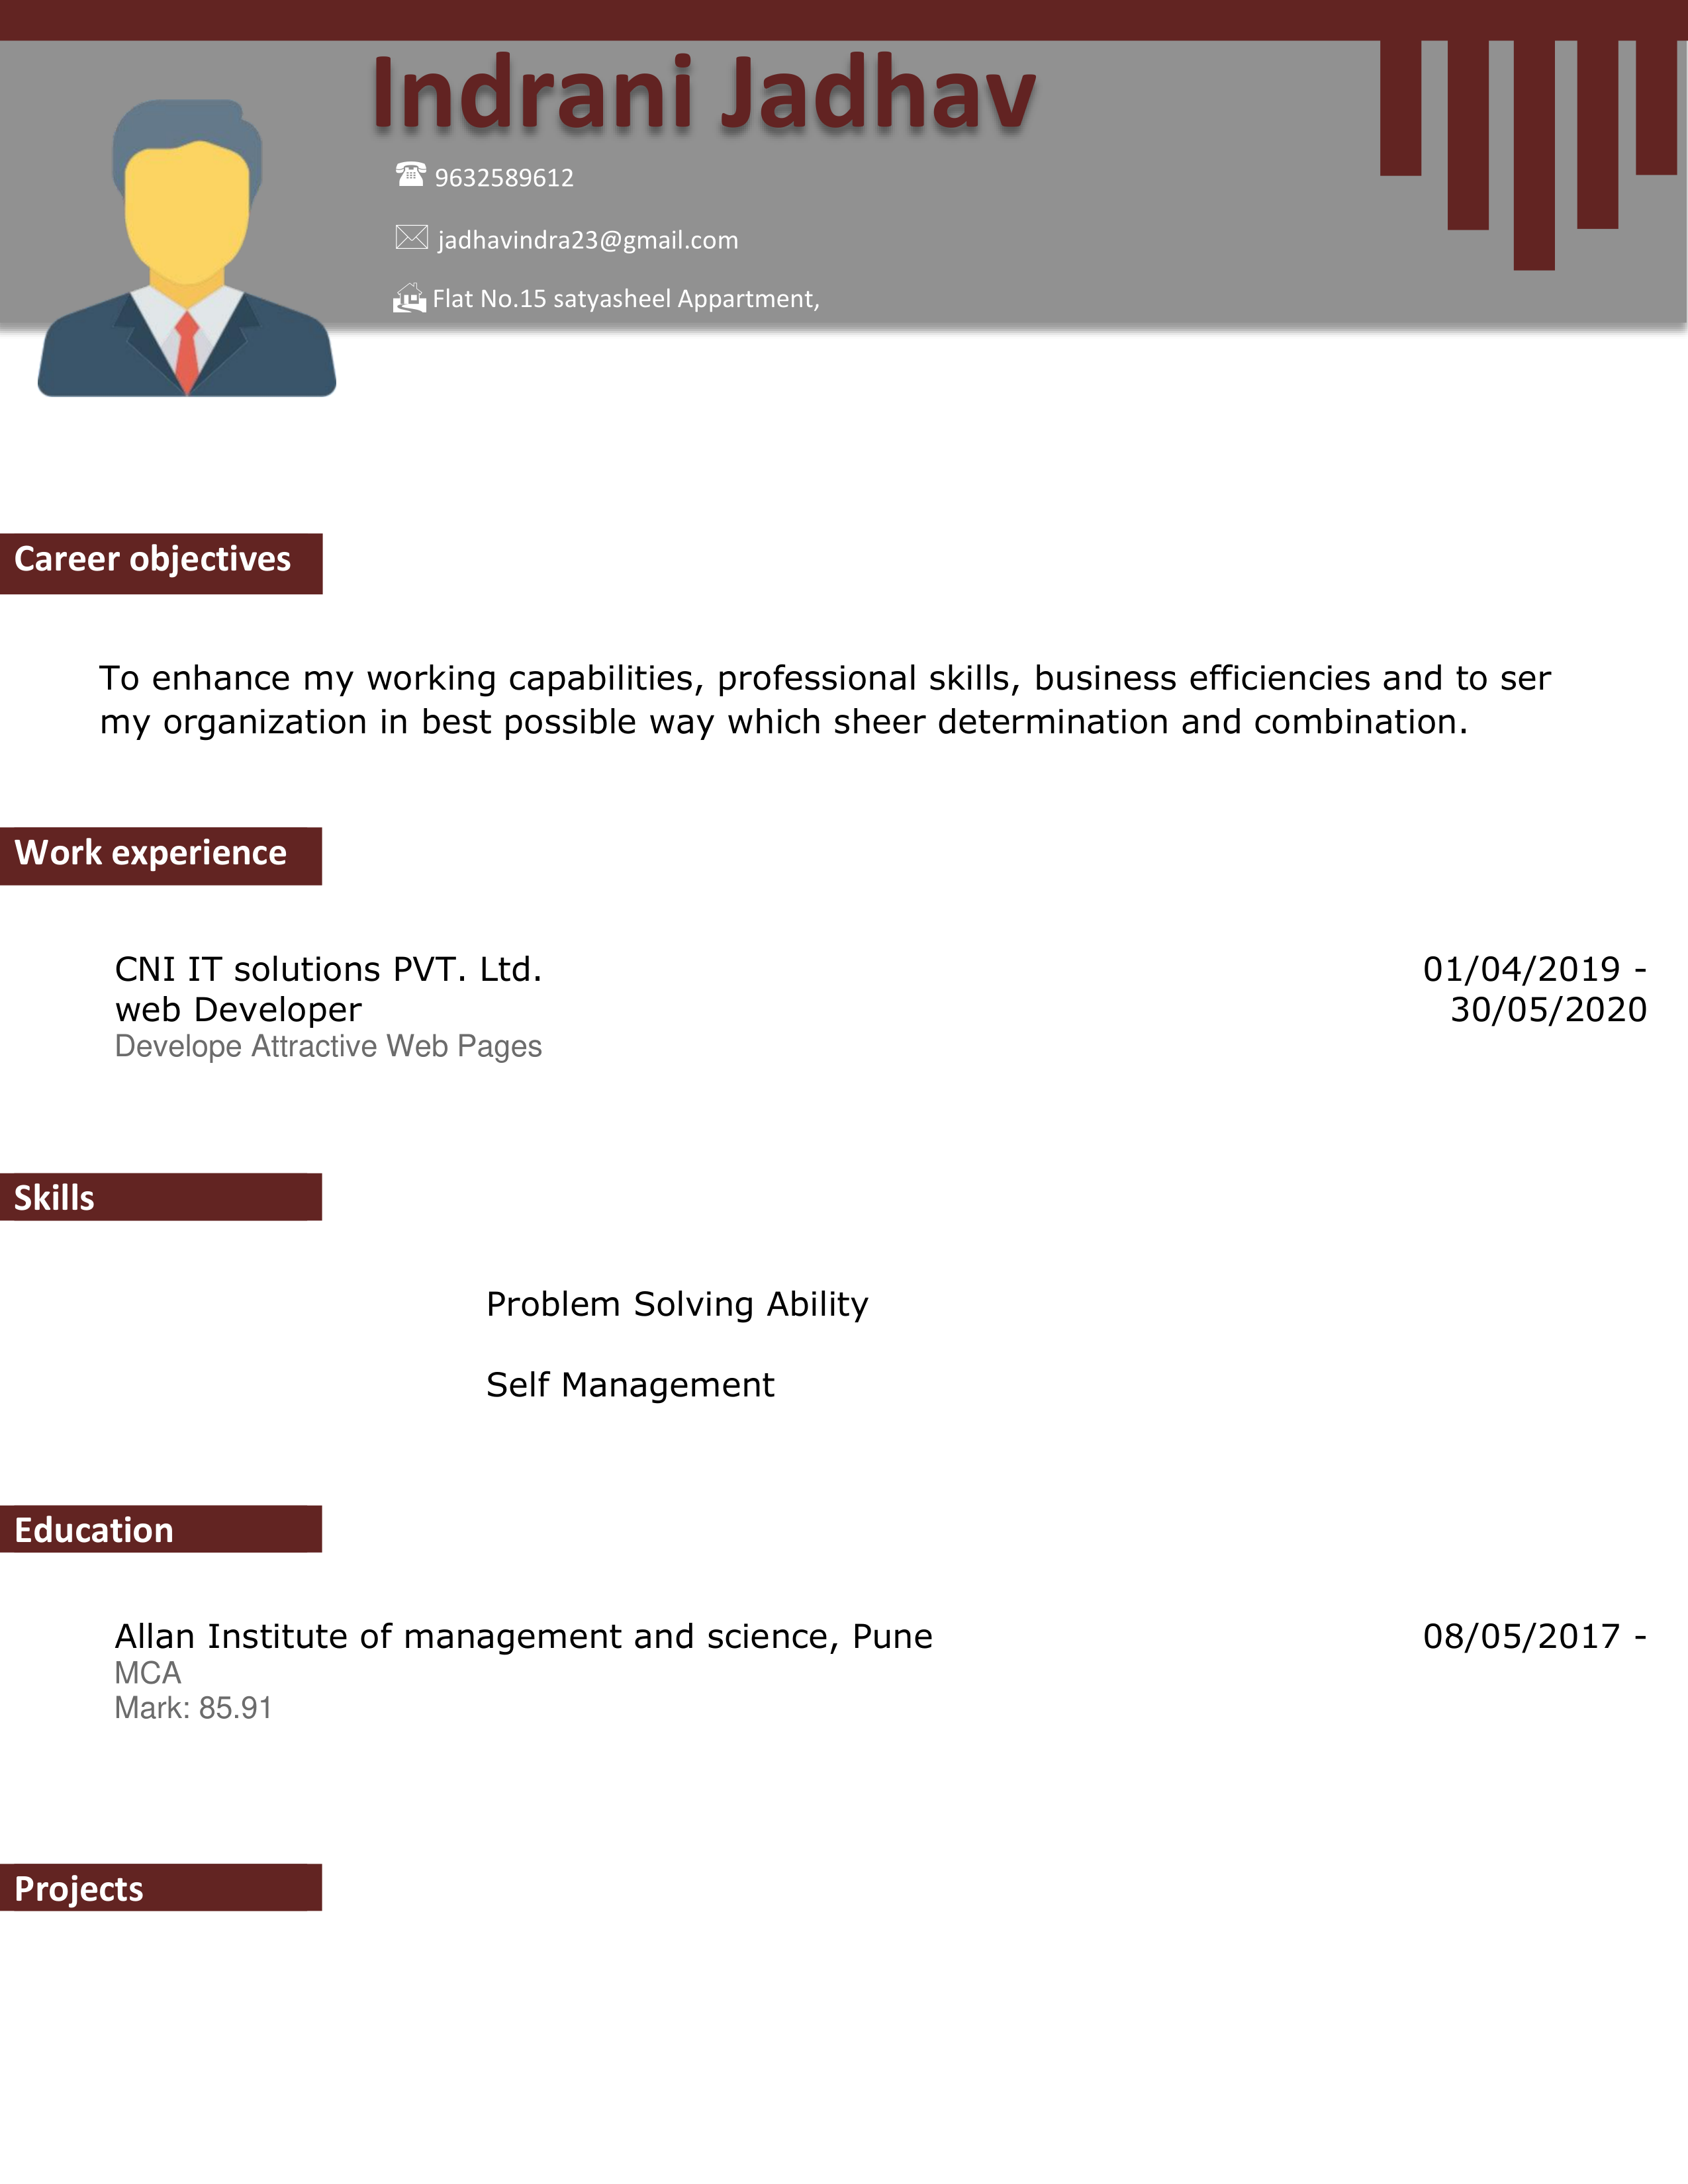 Indrani Jadhav
9632589612
jadhavindra23@gmail.com
Flat No.15 satyasheel Appartment,
Career objectives
To enhance my working capabilities, professional skills, business efficiencies and to ser
my organization in best possible way which sheer determination and combination.
Work experience
CNI IT solutions PVT. Ltd. 01/04/2019 -
web Developer 30/05/2020
Develope Attractive Web Pages
Skills
Problem Solving Ability
Self Management
Education
Allan Institute of management and science, Pune 08/05/2017 -
MCA
Mark: 85.91
Projects